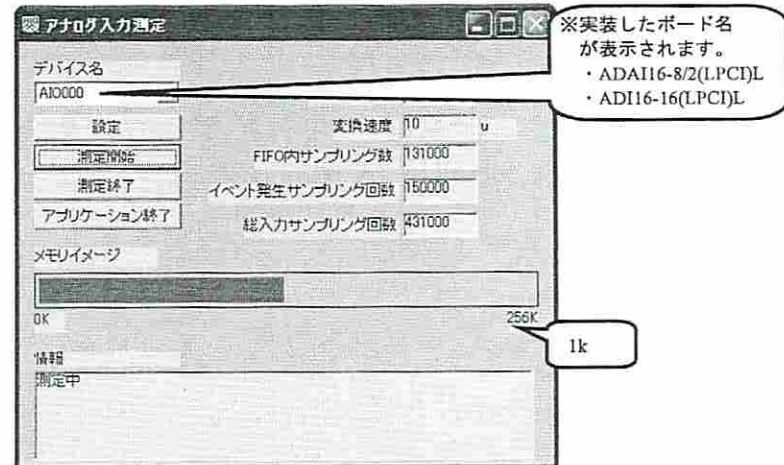 アナログ入力測定
※実装したボード名
が表示されます。
・ADAI16-8/2(LPCI)L
・ADI16-16(LPCI)L
デバイス名
AIO000
設定
変換速度 10 u
測定開始
FIFO内サンプリング数 131000
測定終了
イベント発生サンプリング回数 150000
アプリケーション終了
総入力サンプリング回数 431000
メモリイメージ
0K
256K
1k
情報
測定中